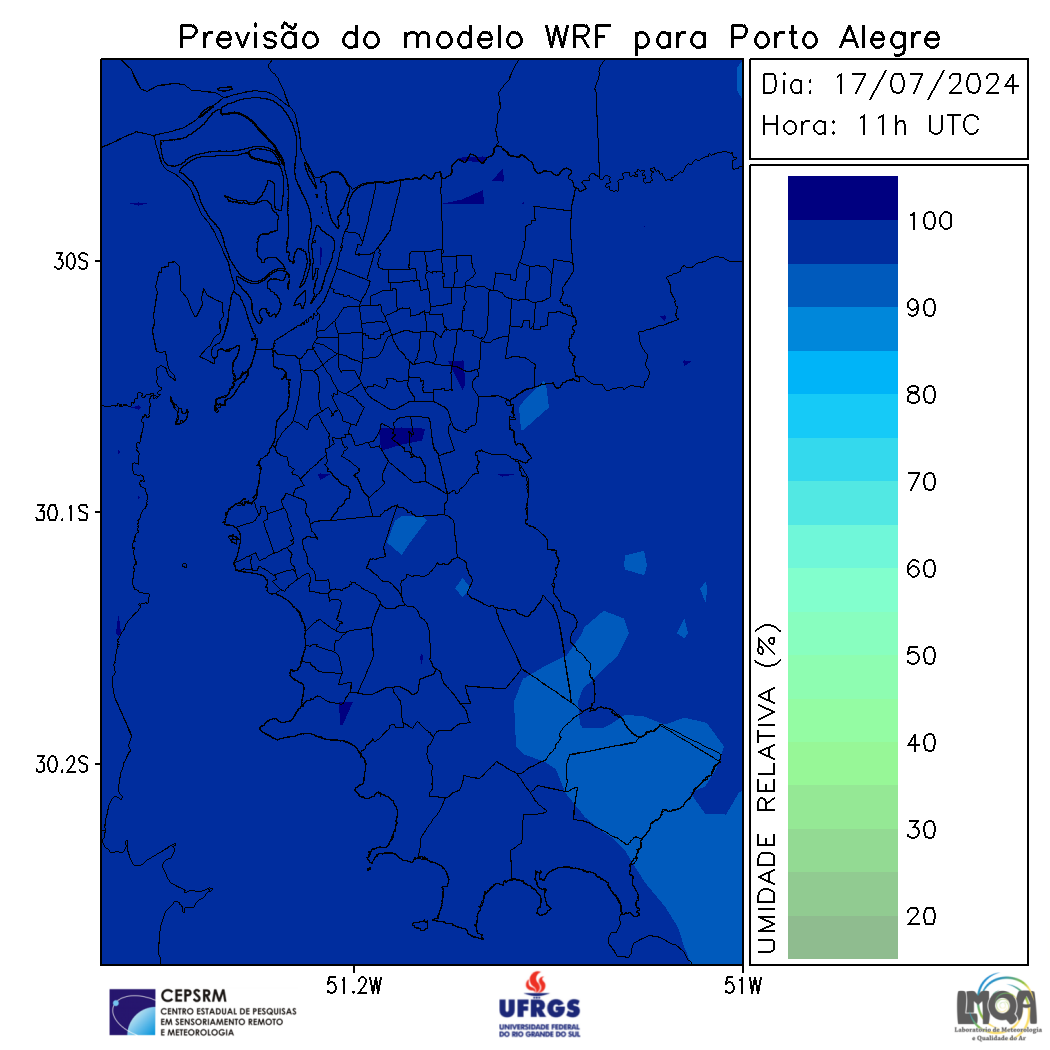 Previsão do modelo WRF para Porto Alegre
Dia: 17/07/2024
Hora: 11h UTC
100
90
80
70
60
50
40
30
20
UMIDADE RELATIVA (%)
30S
30.1S
30.2S
51.2W
51W
CEPSRM
CENTRO ESTADUAL DE PESQUISAS
EM SENSORIAMENTO REMOTO
E METEOROLOGIA
UFRGS
UNIVERSIDADE FEDERAL
DO RIO GRANDE DO SUL
LMQA
Laboratório de Meteorologia
e Qualidade do Ar